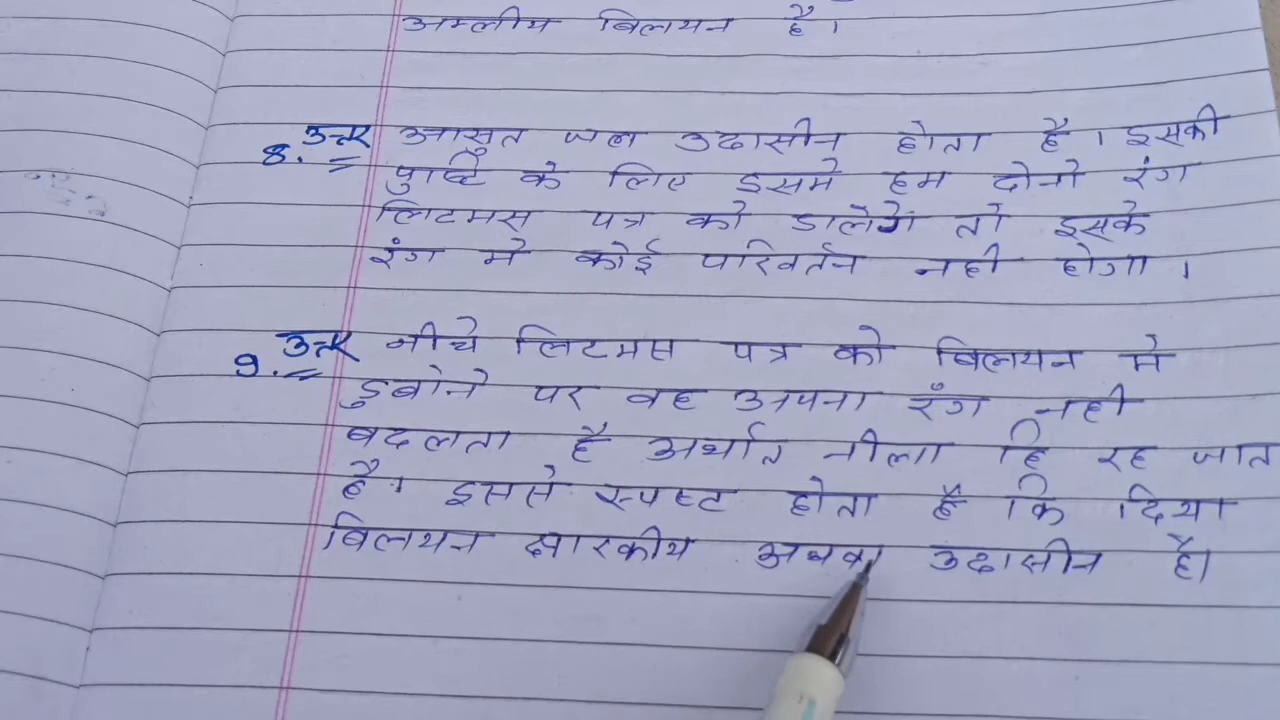 अम्लीय बिलयन है।
8. उत्तर आसुत जल उदासीन होता है। इसकी
पुष्टि के लिए इसमे हम दोनो रंग
लिटमस पत्र को डालेगे तो इसके
रंग मे कोई परिवर्तन नही होगा ।
9. उत्तर नीचे लिटमस पत्र को बिलयन मे
डुबोने पर वह अपना रंग नही
बदलता है अर्थात नीला हि रह जात
है। इससे स्पष्ट होता है कि दिया
बिलयन क्षारकीय अथवा उदासीन है।